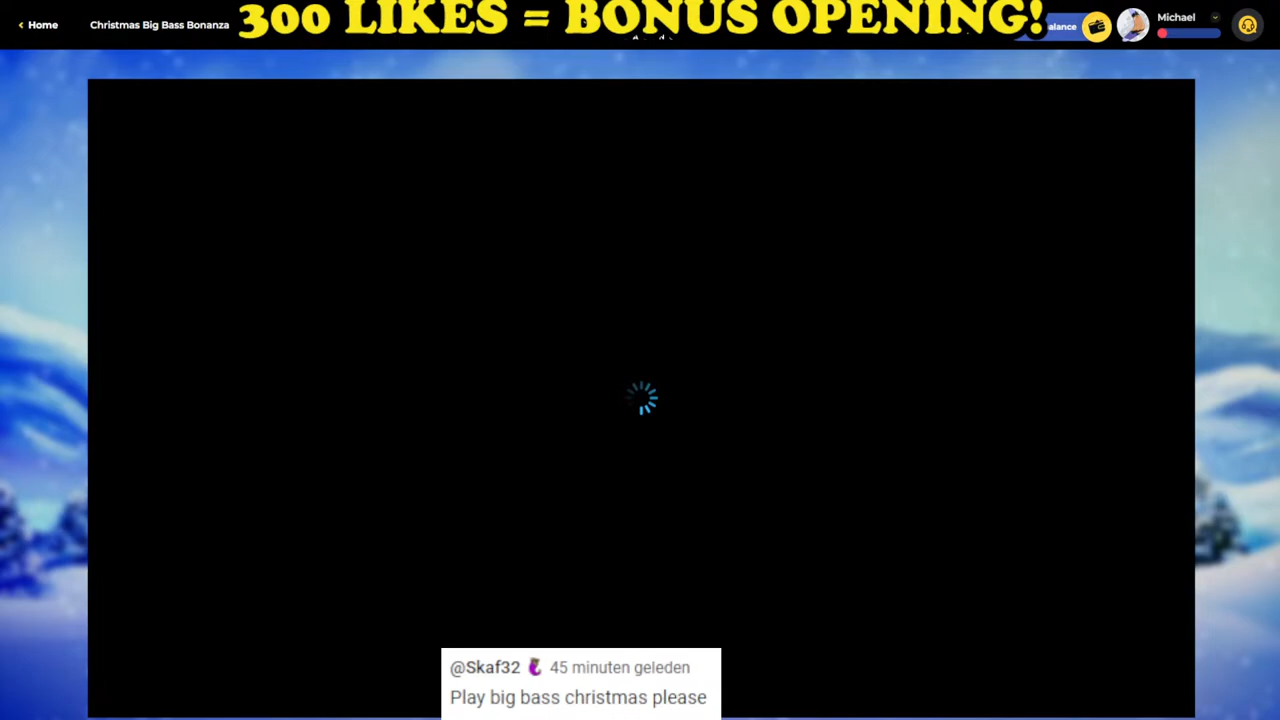 300 LIKES = BONUS OPENING!
Home
Christmas Big Bass Bonanza
alance
Michael
@Skaf32 45 minuten geleden
Play big bass christmas please